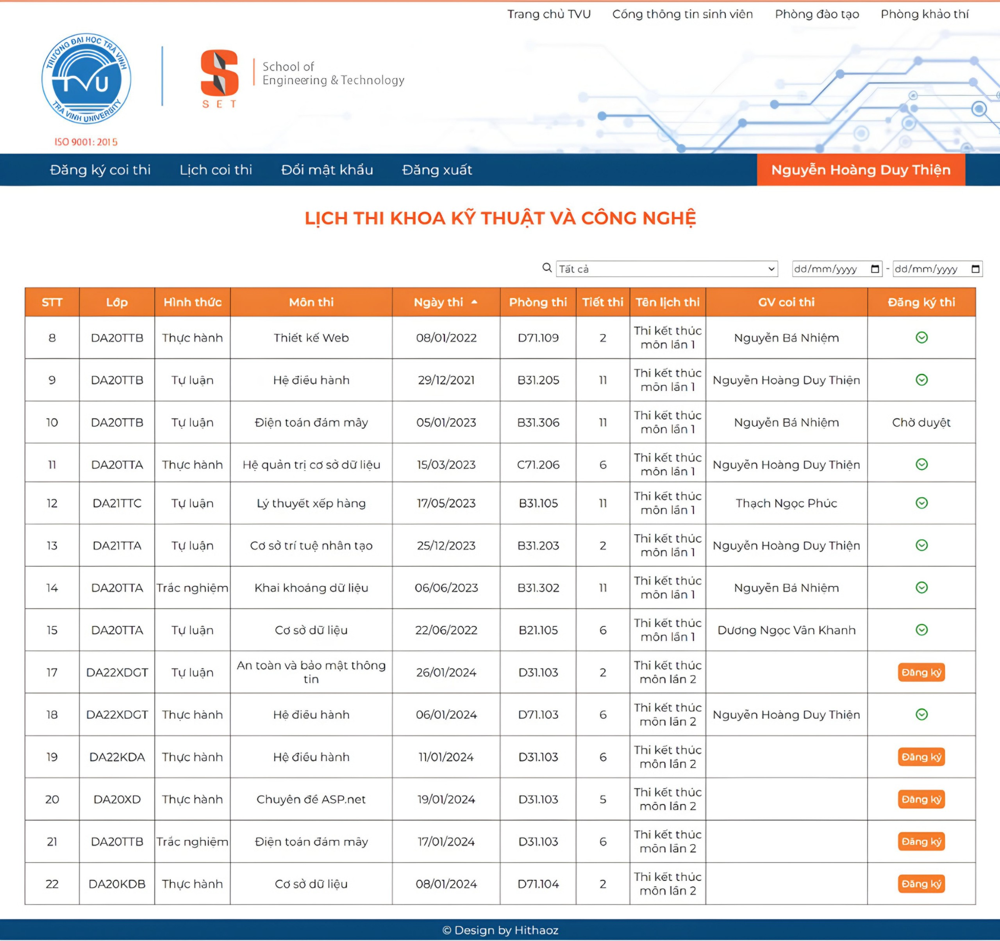 Trang chủ TVU Cổng thông tin sinh viên Phòng đào tạo Phòng khảo thí
TRƯỜNG ĐẠI HỌC TRÀ VINH
TVU
TRA VINH UNIVERSITY
ISO 9001: 2015
S
SET
School of
Engineering & Technology
Đăng ký coi thi Lịch coi thi Đổi mật khẩu Đăng xuất Nguyễn Hoàng Duy Thiện
LỊCH THI KHOA KỸ THUẬT VÀ CÔNG NGHỆ
Tất cả dd/mm/yyyy - dd/mm/yyyy
STT Lớp Hình thức Môn thi Ngày thi Phòng thi Tiết thi Tên lịch thi GV coi thi Đăng ký thi
8 DA20TTB Thực hành Thiết kế Web 08/01/2022 D71.109 2 Thi kết thúc môn lần 1 Nguyễn Bá Nhiệm
9 DA20TTB Tự luận Hệ điều hành 29/12/2021 B31.205 11 Thi kết thúc môn lần 1 Nguyễn Hoàng Duy Thiện
10 DA20TTB Tự luận Điện toán đám mây 05/01/2023 B31.306 11 Thi kết thúc môn lần 1 Nguyễn Bá Nhiệm Chờ duyệt
11 DA20TTA Thực hành Hệ quản trị cơ sở dữ liệu 15/03/2023 C71.206 6 Thi kết thúc môn lần 1 Nguyễn Hoàng Duy Thiện
12 DA21TTC Tự luận Lý thuyết xếp hàng 17/05/2023 B31.105 11 Thi kết thúc môn lần 1 Thạch Ngọc Phúc
13 DA21TTA Tự luận Cơ sở trí tuệ nhân tạo 25/12/2023 B31.203 2 Thi kết thúc môn lần 1 Nguyễn Hoàng Duy Thiện
14 DA20TTA Trắc nghiệm Khai khoáng dữ liệu 06/06/2023 B31.302 11 Thi kết thúc môn lần 1 Nguyễn Bá Nhiệm
15 DA20TTA Tự luận Cơ sở dữ liệu 22/06/2022 B21.105 6 Thi kết thúc môn lần 1 Dương Ngọc Vân Khanh
17 DA22XDGT Tự luận An toàn và bảo mật thông tin 26/01/2024 D31.103 2 Thi kết thúc môn lần 2 Đăng ký
18 DA22XDGT Thực hành Hệ điều hành 06/01/2024 D71.103 6 Thi kết thúc môn lần 2 Nguyễn Hoàng Duy Thiện
19 DA22KDA Thực hành Hệ điều hành 11/01/2024 D31.103 6 Thi kết thúc môn lần 2 Đăng ký
20 DA20XD Thực hành Chuyên đề ASP.net 19/01/2024 D31.103 5 Thi kết thúc môn lần 2 Đăng ký
21 DA20TTB Trắc nghiệm Điện toán đám mây 17/01/2024 D31.103 6 Thi kết thúc môn lần 2 Đăng ký
22 DA20KDB Thực hành Cơ sở dữ liệu 08/01/2024 D71.104 2 Thi kết thúc môn lần 2 Đăng ký
© Design by Hithaoz